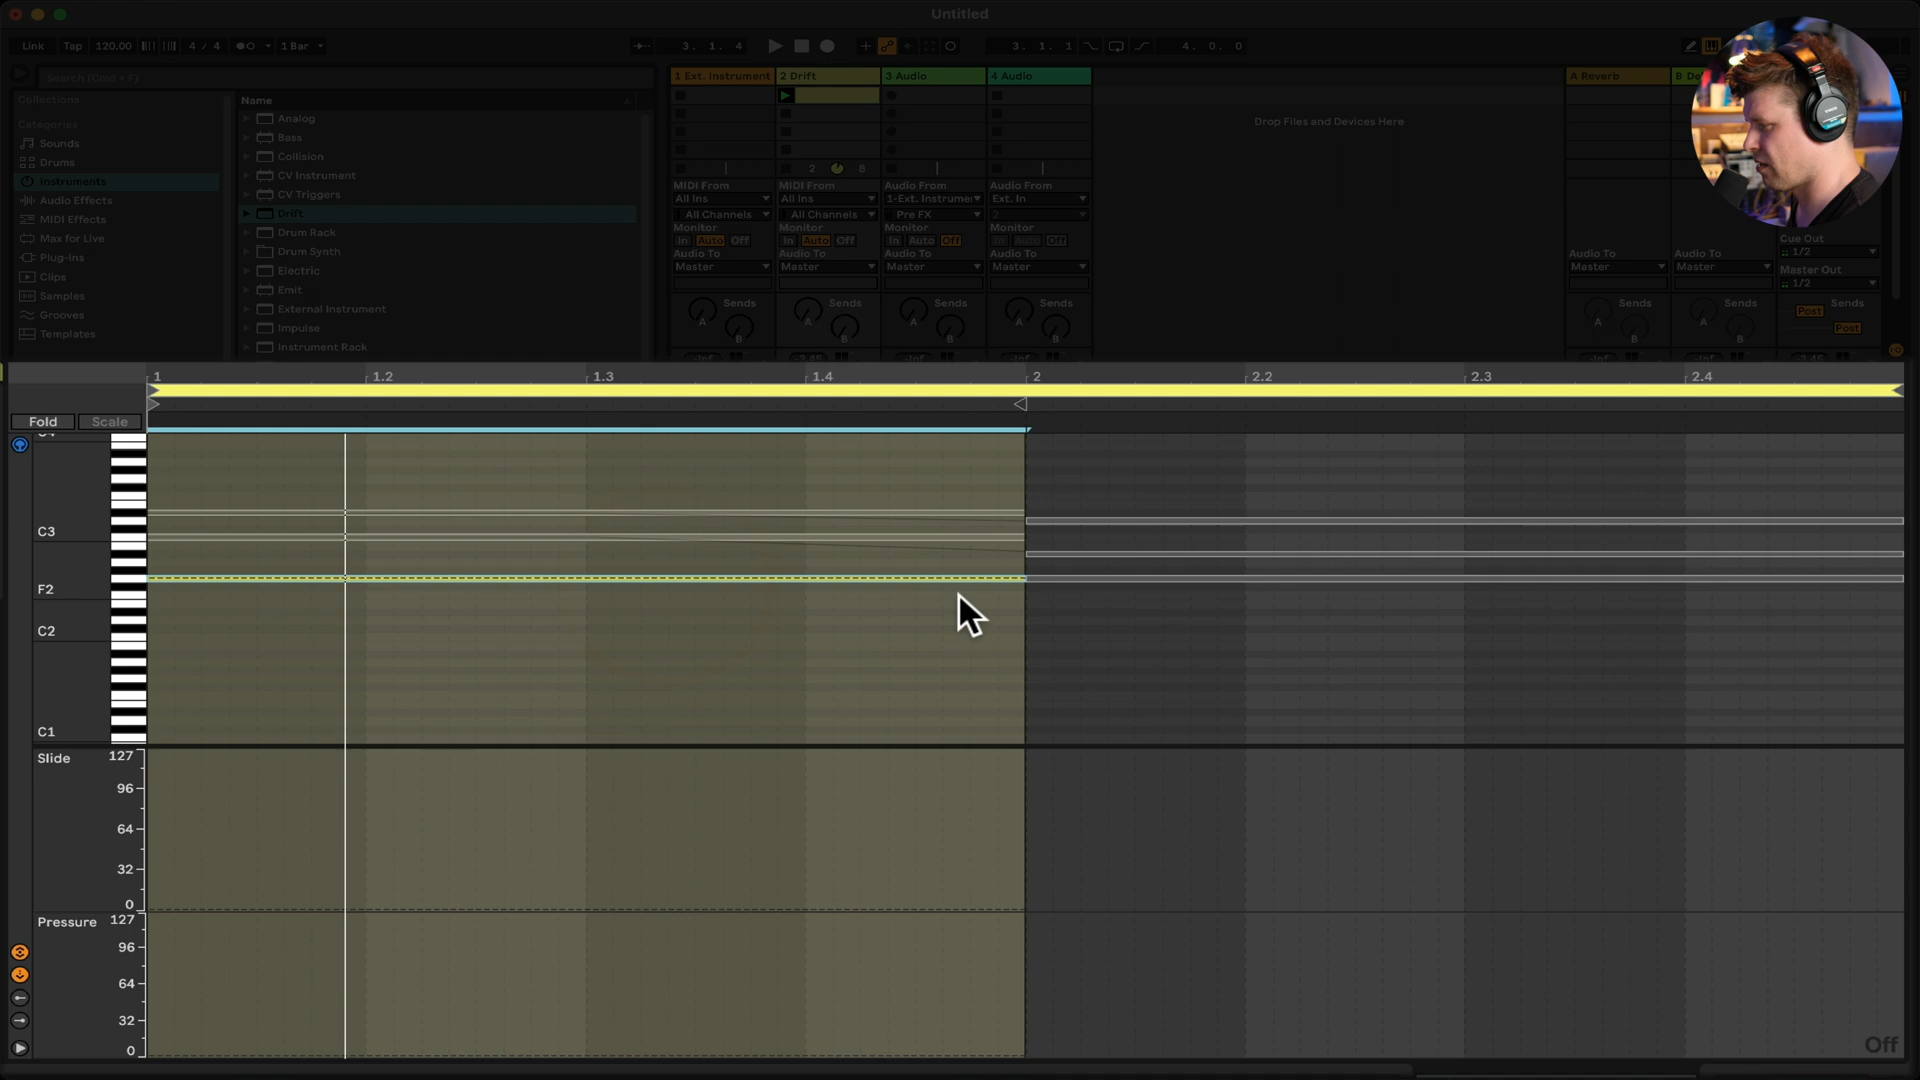 Untitled
Link Tap 120.00 4 / 4 1 Bar
3. 1. 4
3. 1. 1
4. 0. 0
Search (Cmd + F)
Collections
Categories
Sounds
Drums
Instruments
Audio Effects
MIDI Effects
Max for Live
Plug-Ins
Clips
Samples
Grooves
Templates
Name
Analog
Bass
Collision
CV Instrument
CV Triggers
Drift
Drum Rack
Drum Synth
Electric
Emit
External Instrument
Impulse
Instrument Rack
1 Ext. Instrument 2 Drift 3 Audio 4 Audio
A Reverb
Drop Files and Devices Here
2 8
MIDI From MIDI From Audio From Audio From
All Ins All Ins 1-Ext. Instrumer Ext. In
All Channels All Channels Pre FX 2
Monitor Monitor Monitor Monitor
In Auto Off In Auto Off In Auto Off In Auto Off
Audio To Audio To Audio To Audio To Audio To Audio To
Master Master Master Master Master Master
Cue Out
1/2
Master Out
1/2
Sends Sends Sends Sends Sends Sends Sends
A A A A A A
B B B B B B
Post
Post
1 1.2 1.3 1.4 2 2.2 2.3 2.4
Fold Scale
C3
F2
C2
C1
Slide 127
96
64
32
0
Pressure 127
96
64
32
0
Off